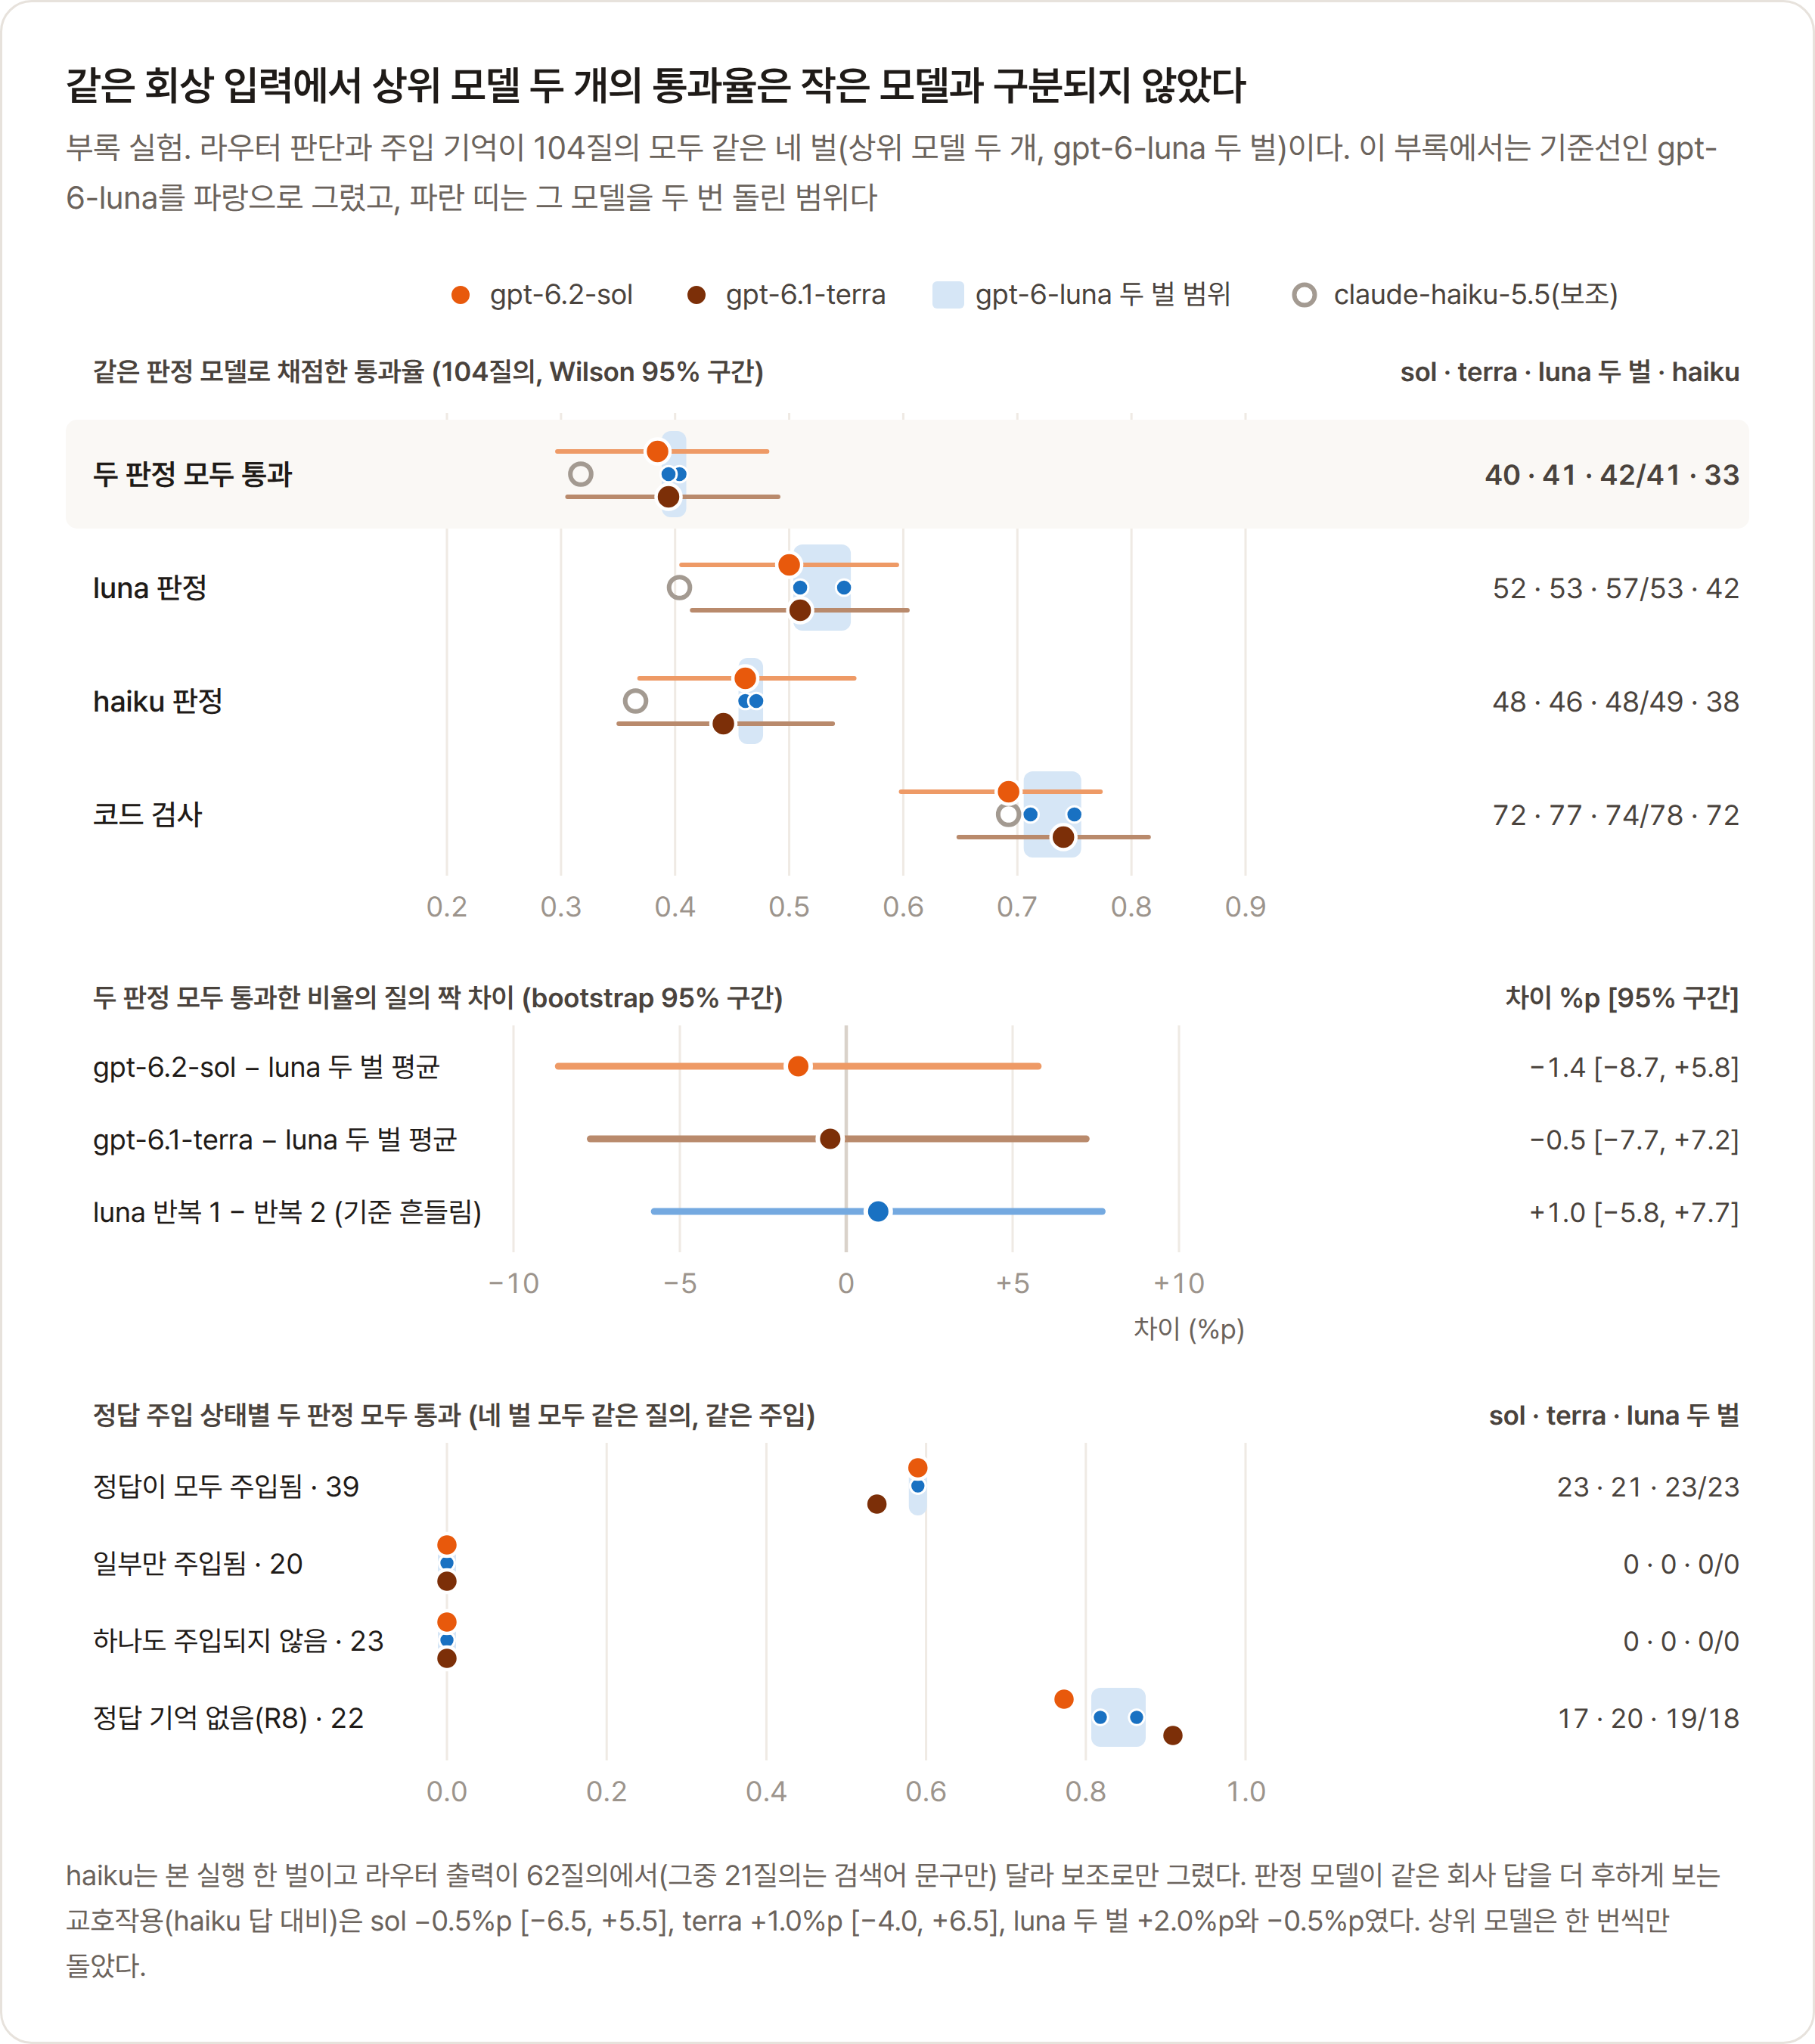 같은 회상 입력에서 상위 모델 두 개의 통과율은 작은 모델과 구분되지 않았다
부록 실험. 라우터 판단과 주입 기억이 104질의 모두 같은 네 벌(상위 모델 두 개, gpt-6-luna 두 벌)이다. 이 부록에서는 기준선인 gpt-
6-luna를 파랑으로 그렸고, 파란 띠는 그 모델을 두 번 돌린 범위다
gpt-6.2-sol gpt-6.1-terra gpt-6-luna 두 벌 범위 claude-haiku-5.5(보조)
같은 판정 모델로 채점한 통과율 (104질의, Wilson 95% 구간) sol · terra · luna 두 벌 · haiku
두 판정 모두 통과 40 · 41 · 42/41 · 33
luna 판정 52 · 53 · 57/53 · 42
haiku 판정 48 · 46 · 48/49 · 38
코드 검사 72 · 77 · 74/78 · 72
0.2 0.3 0.4 0.5 0.6 0.7 0.8 0.9
두 판정 모두 통과한 비율의 질의 짝 차이 (bootstrap 95% 구간) 차이 %p [95% 구간]
gpt-6.2-sol − luna 두 벌 평균 −1.4 [−8.7, +5.8]
gpt-6.1-terra − luna 두 벌 평균 −0.5 [−7.7, +7.2]
luna 반복 1 − 반복 2 (기준 흔들림) +1.0 [−5.8, +7.7]
−10 −5 0 +5 +10
차이 (%p)
정답 주입 상태별 두 판정 모두 통과 (네 벌 모두 같은 질의, 같은 주입) sol · terra · luna 두 벌
정답이 모두 주입됨 · 39 23 · 21 · 23/23
일부만 주입됨 · 20 0 · 0 · 0/0
하나도 주입되지 않음 · 23 0 · 0 · 0/0
정답 기억 없음(R8) · 22 17 · 20 · 19/18
0.0 0.2 0.4 0.6 0.8 1.0
haiku는 본 실행 한 벌이고 라우터 출력이 62질의에서(그중 21질의는 검색어 문구만) 달라 보조로만 그렸다. 판정 모델이 같은 회사 답을 더 후하게 보는
교호작용(haiku 답 대비)은 sol −0.5%p [−6.5, +5.5], terra +1.0%p [−4.0, +6.5], luna 두 벌 +2.0%p와 −0.5%p였다. 상위 모델은 한 번씩만
돌았다.